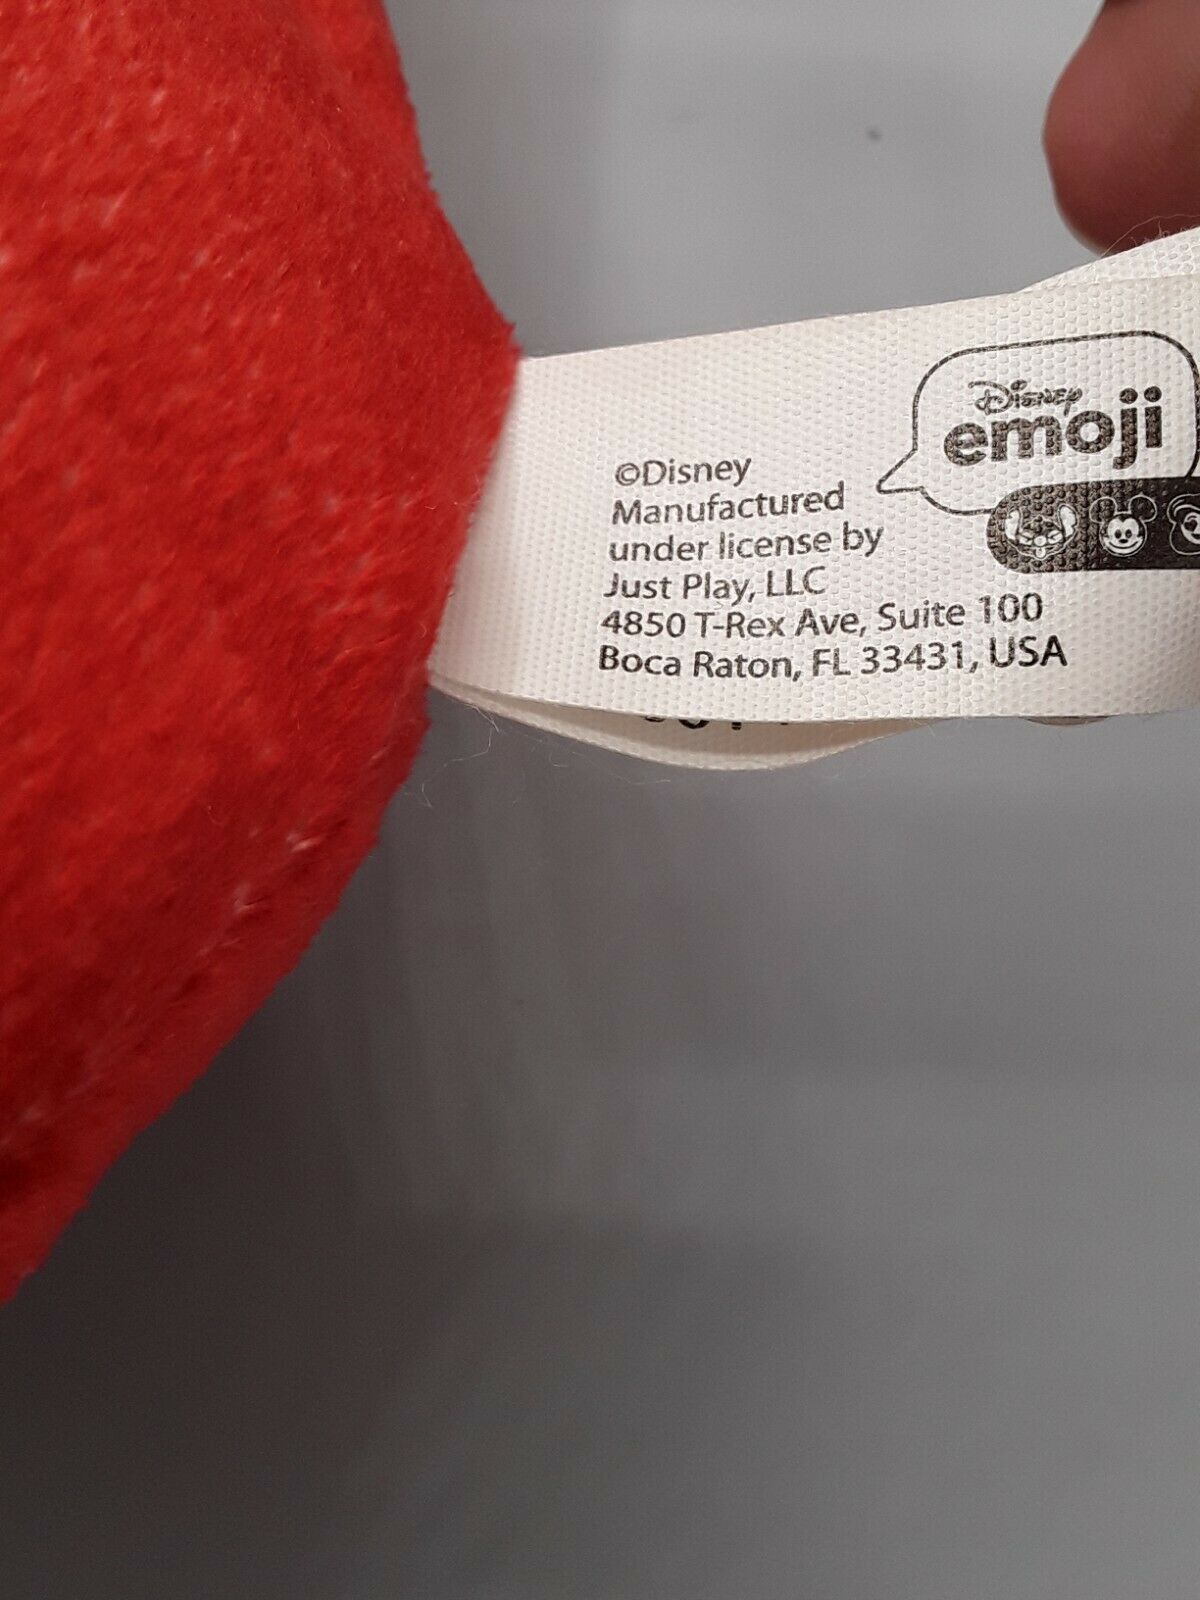 Disney
emoji
©Disney
Manufactured
under license by
Just Play, LLC
4850 T-Rex Ave, Suite 100
Boca Raton, FL 33431, USA